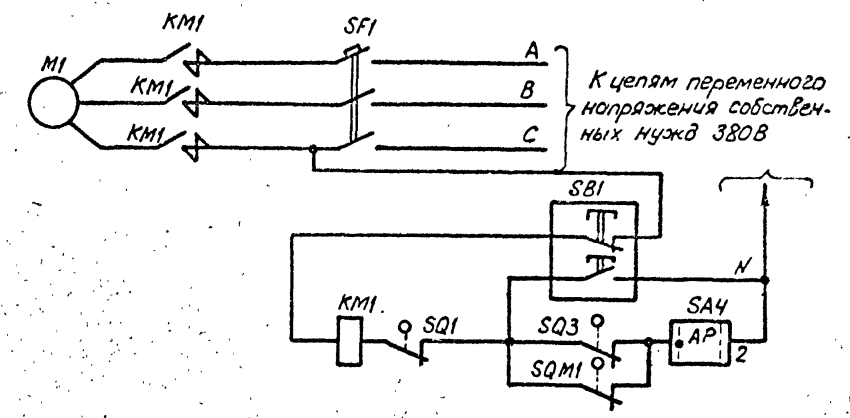 KM1
SF1
M1
A
KM1
B
К цепям переменного
напряжения собствен-
ных нужд 380В
KM1
C
SB1
N
KM1.
SQ1
SQ3
SA4
AP
2
SQM1